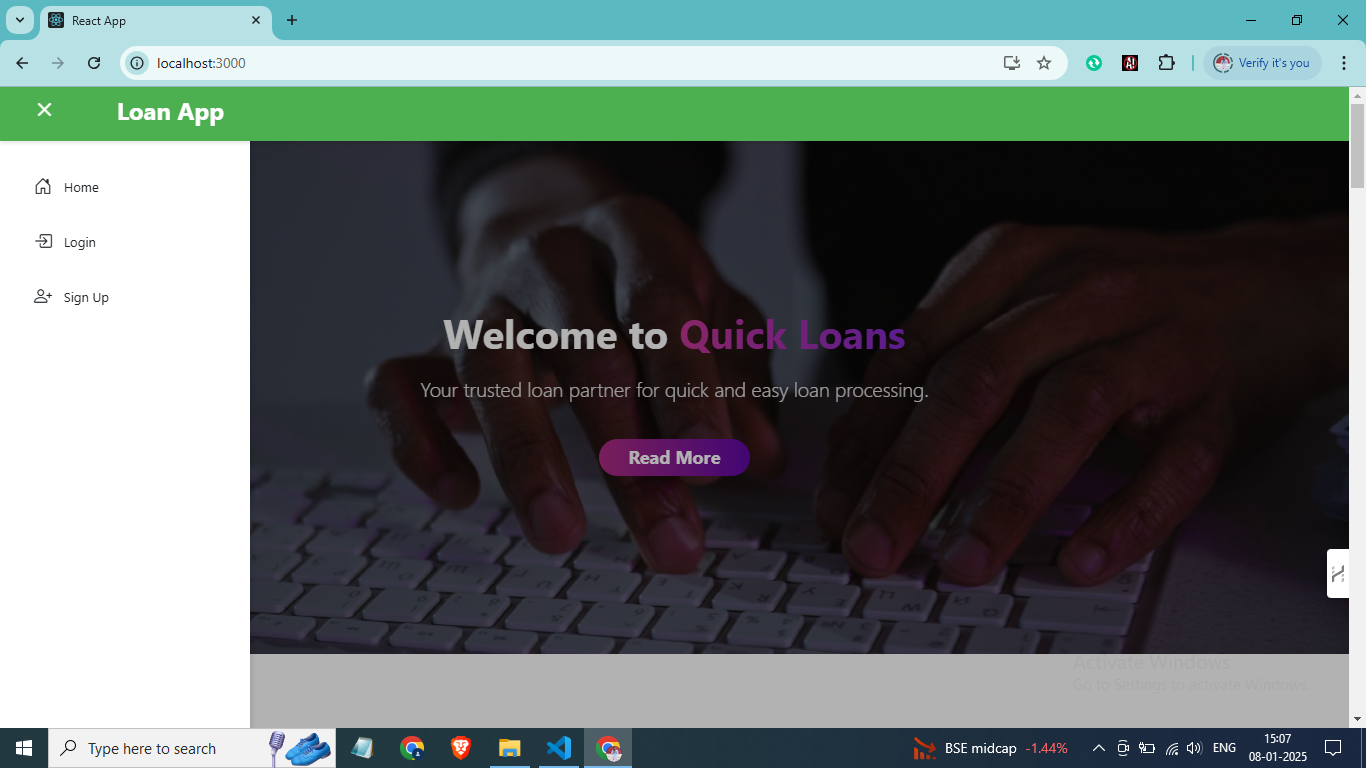 React App
localhost:3000
Verify it's you
Loan App
Home
Login
Sign Up
Welcome to Quick Loans
Your trusted loan partner for quick and easy loan processing.
Read More
Activate Windows
Go to Settings to activate Windows.
Type here to search
BSE midcap -1.44%
ENG
15:07
08-01-2025